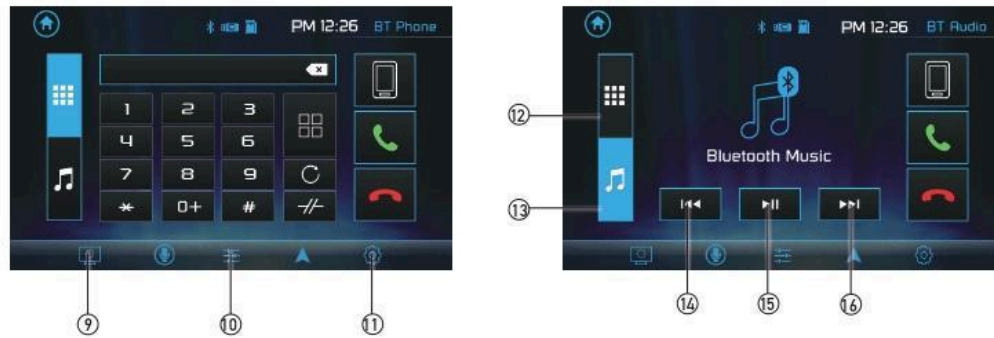 PM 12:26 BT Phone
1 2 3
4 5 6
7 8 9
* 0+ #
⑨ ⑩ ⑪
PM 12:26 BT Audio
⑫
Bluetooth Music
⑬
⑭ ⑮ ⑯